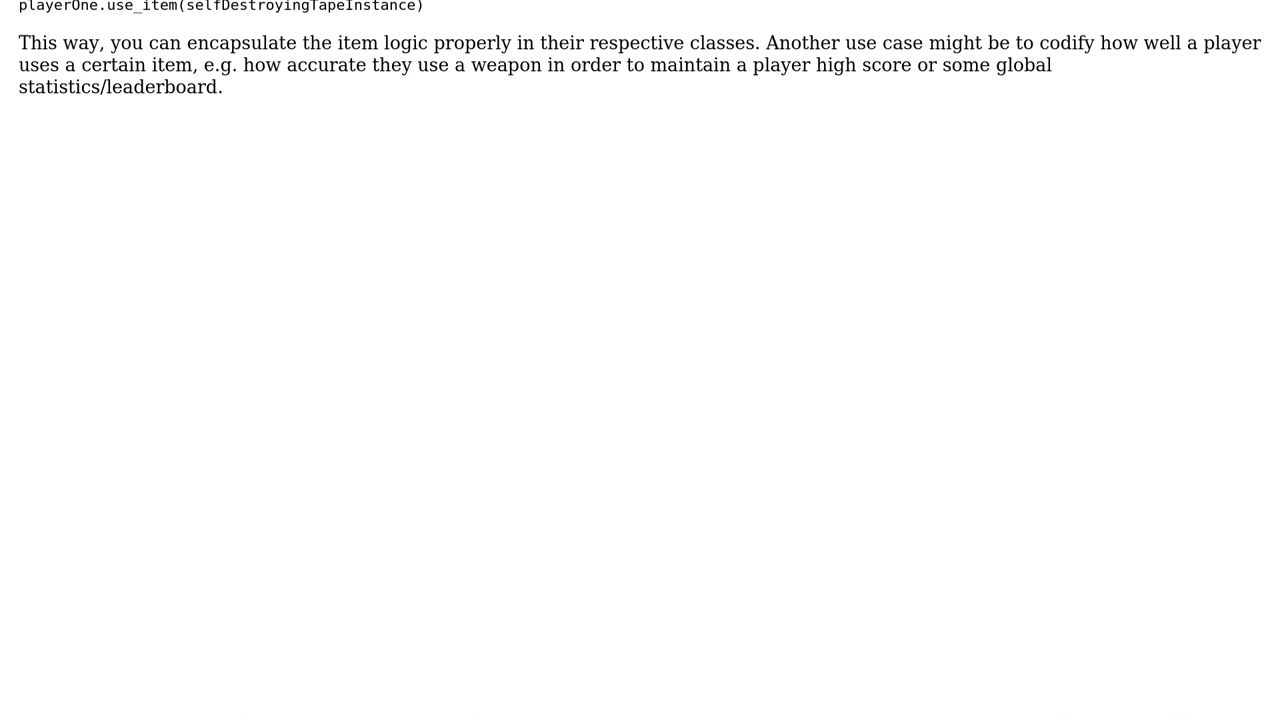 playerOne.use_item(selfDestroyingTapeInstance)
This way, you can encapsulate the item logic properly in their respective classes. Another use case might be to codify how well a player
uses a certain item, e.g. how accurate they use a weapon in order to maintain a player high score or some global
statistics/leaderboard.